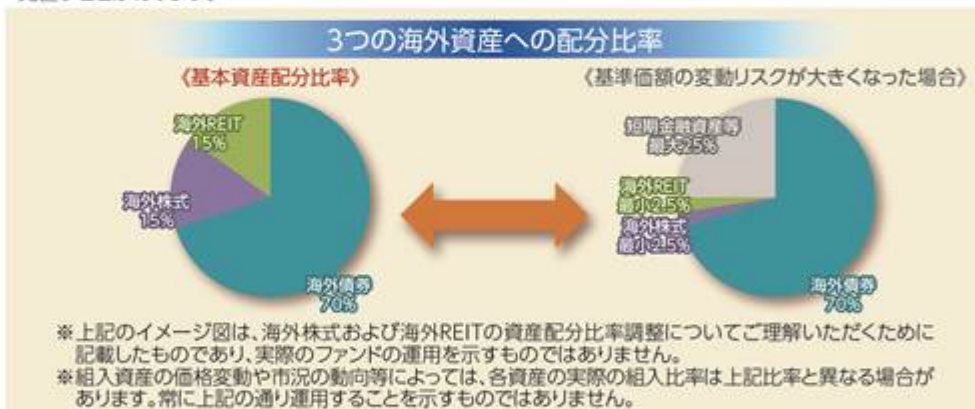 3つの海外資産への配分比率
《基本資産配分比率》
《基準価額の変動リスクが大きくなった場合》
海外REIT
15%
海外株式
15%
海外債券
70%
短期金融資産等
最大25%
海外REIT
最小2.5%
海外株式
最小2.5%
海外債券
70%
※上記のイメージ図は、海外株式および海外REITの資産配分比率調整についてご理解いただくために
記載したものであり、実際のファンドの運用を示すものではありません。
※組入資産の価格変動や市況の動向等によっては、各資産の実際の組入比率は上記比率と異なる場合が
あります。常に上記の通り運用することを示すものではありません。